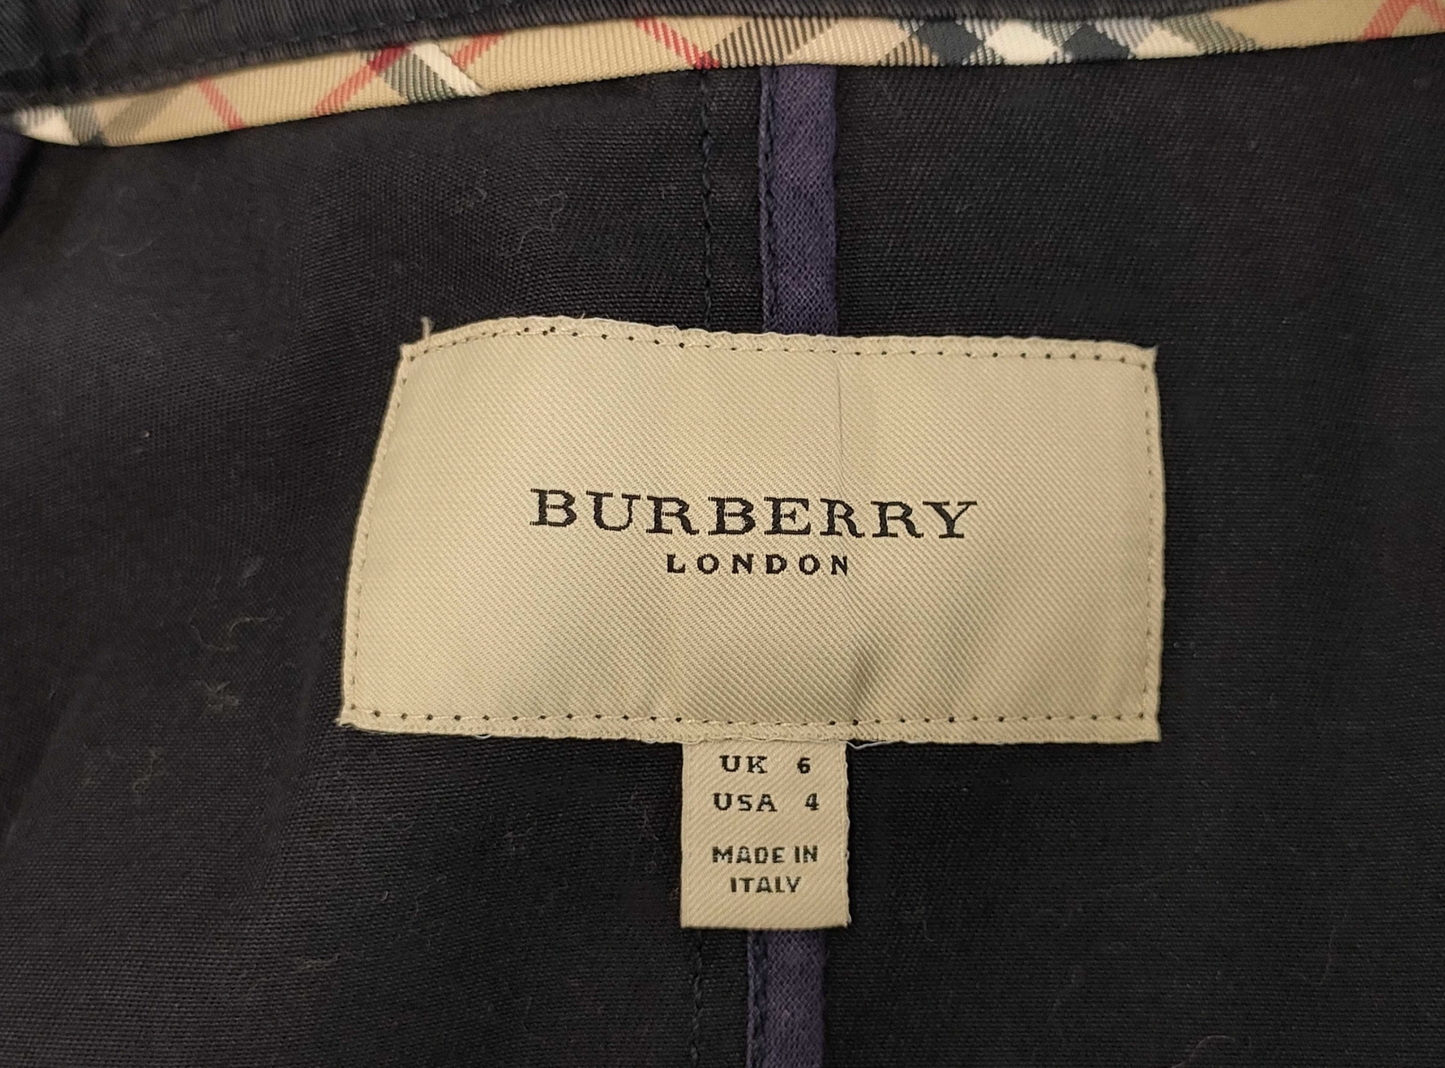 BURBERRY
LONDON
UK 6
USA 4
MADE IN
ITALY